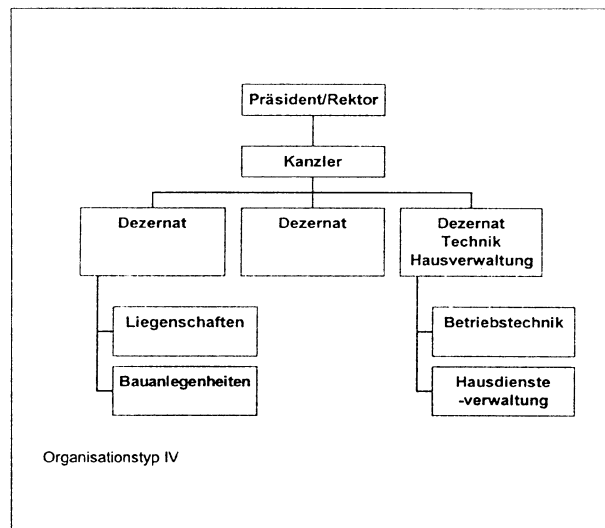 Präsident/Rektor
Kanzler
Dezernat
Dezernat
Dezernat
Technik
Hausverwaltung
Liegenschaften
Bauanlegenheiten
Betriebstechnik
Hausdienste
-verwaltung
Organisationstyp IV